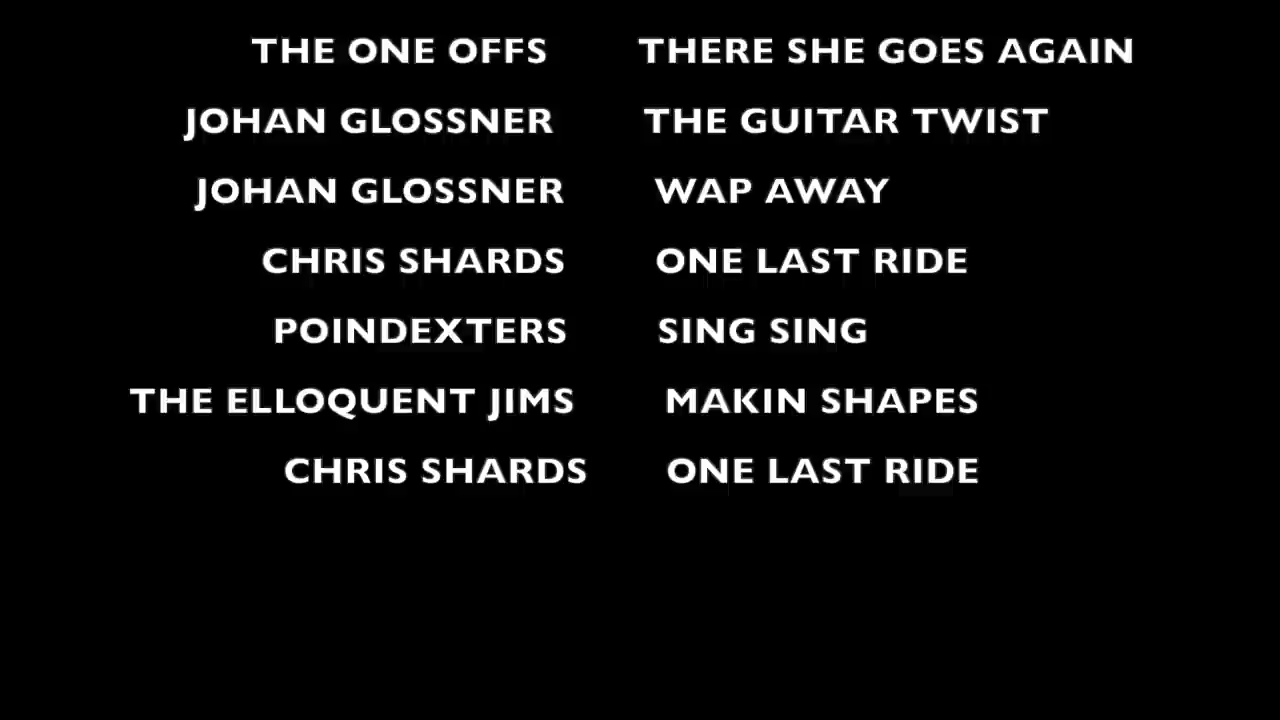 THE ONE OFFS THERE SHE GOES AGAIN
JOHAN GLOSSNER THE GUITAR TWIST
JOHAN GLOSSNER WAP AWAY
CHRIS SHARDS ONE LAST RIDE
POINDEXTERS SING SING
THE ELLOQUENT JIMS MAKIN SHAPES
CHRIS SHARDS ONE LAST RIDE